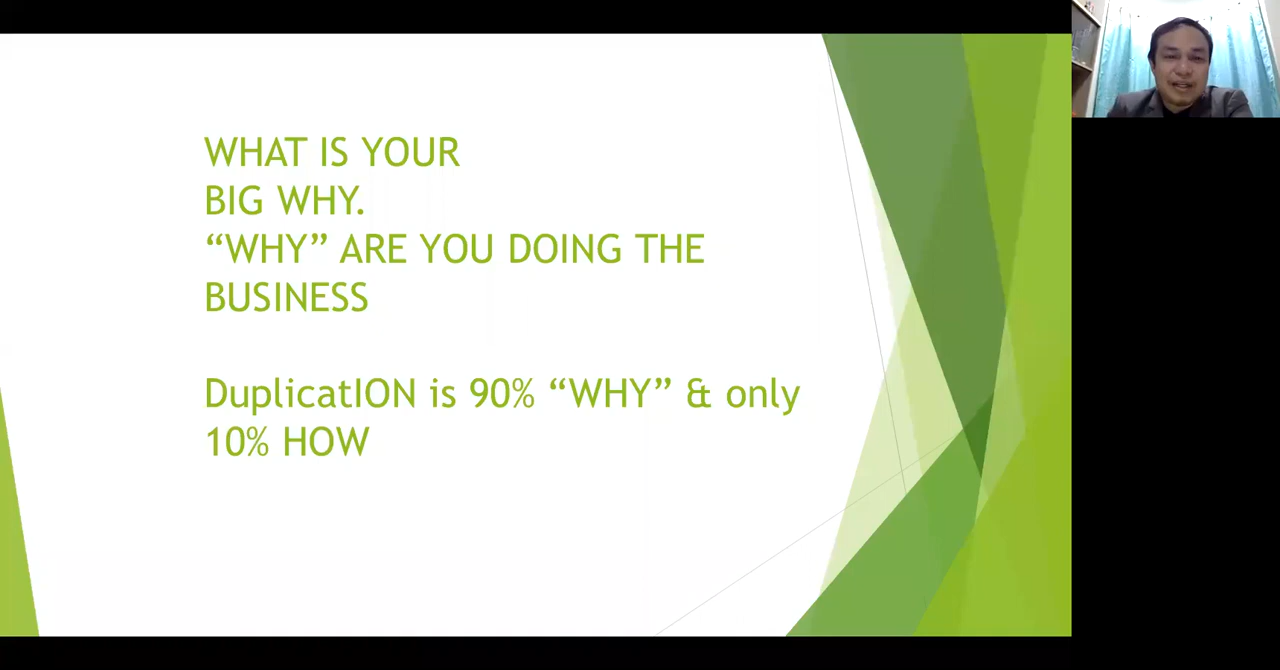 WHAT IS YOUR
BIG WHY.
“WHY” ARE YOU DOING THE
BUSINESS
DuplicatION is 90% “WHY” & only
10% HOW